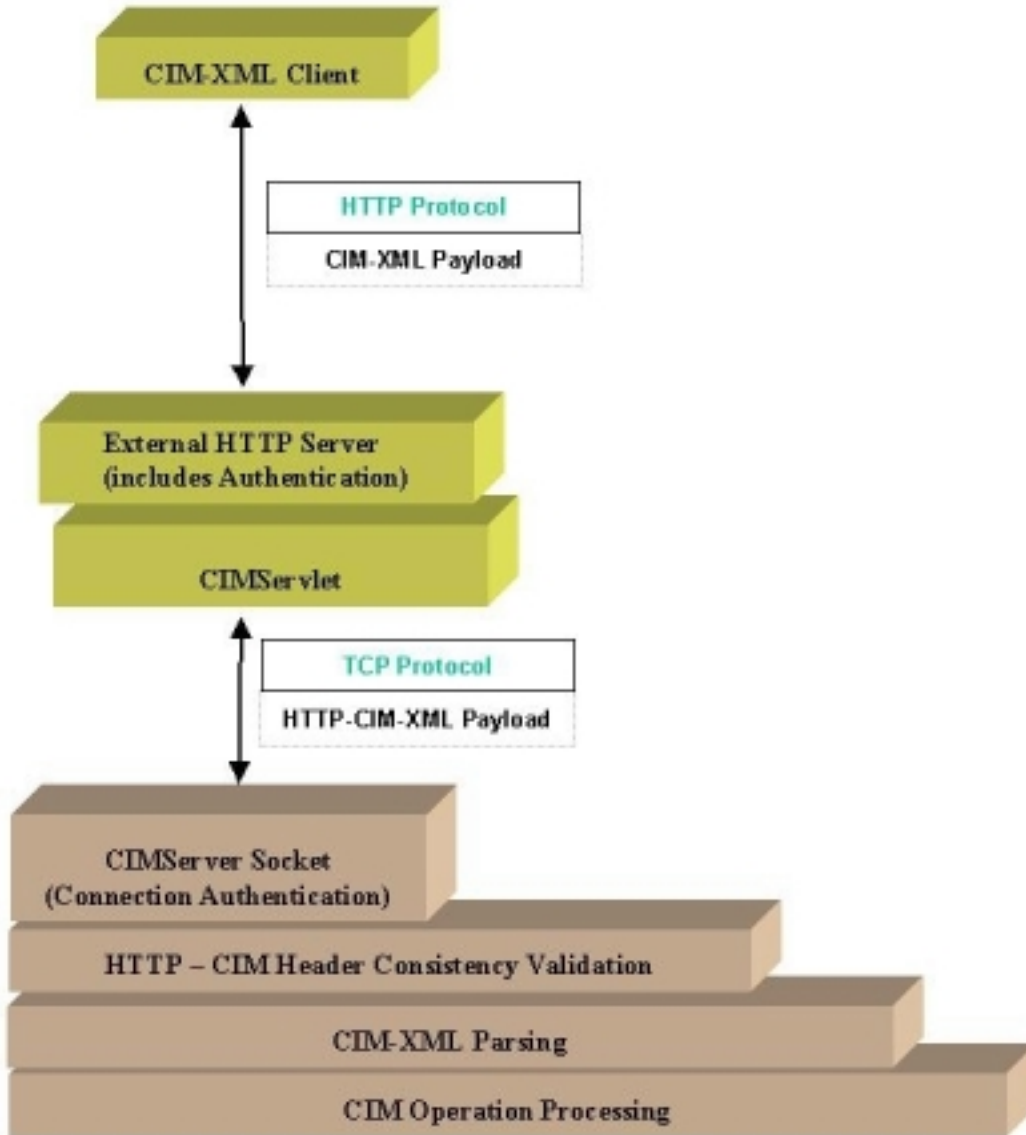 CIM-XML Client
HTTP Protocol
CIM-XML Payload
External HTTP Server
(includes Authentication)
CIMServlet
TCP Protocol
HTTP-CIM-XML Payload
CIMServer Socket
(Connection Authentication)
HTTP – CIM Header Consistency Validation
CIM-XML Parsing
CIM Operation Processing